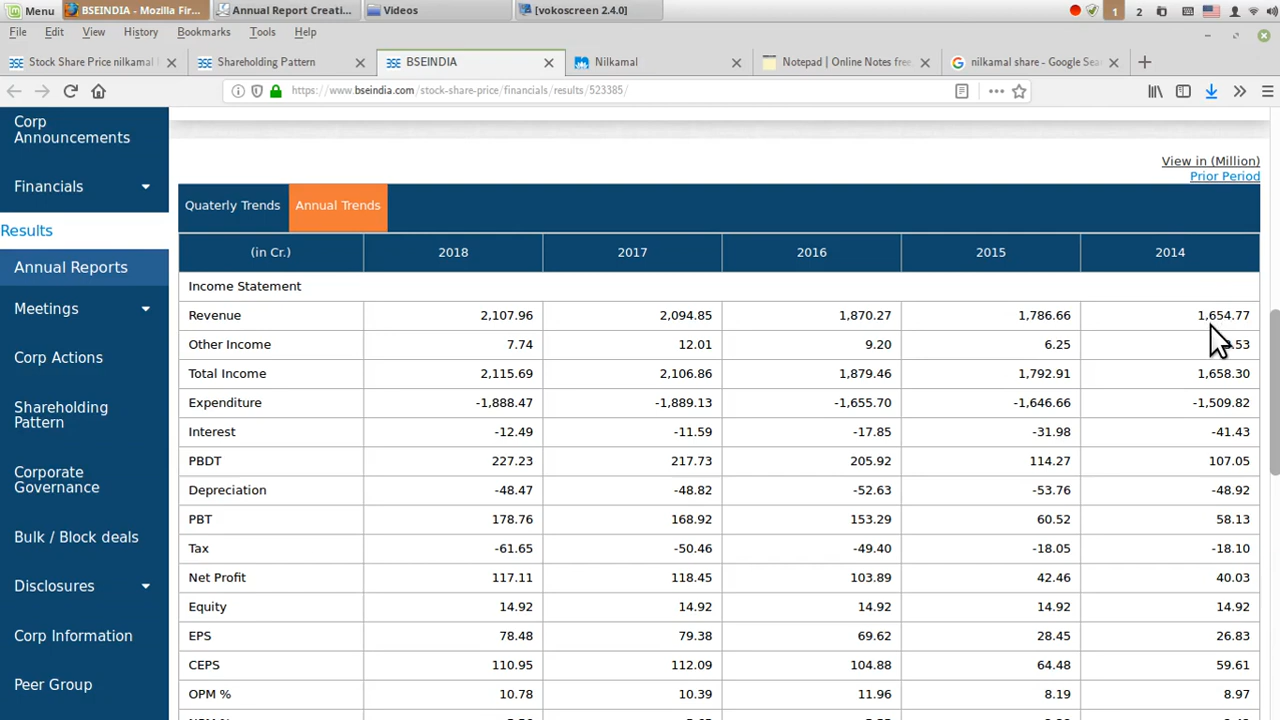 Menu BSEINDIA - Mozilla Fir... Annual Report Creati... Videos [vokoscreen 2.4.0] 1 2
File Edit View History Bookmarks Tools Help
Stock Share Price nilkamal Shareholding Pattern BSEINDIA Nilkamal Notepad | Online Notes free nilkamal share - Google Sea
https://www.bseindia.com/stock-share-price/financials/results/523385/
Corp
Announcements
Financials
Results
Annual Reports
Meetings
Corp Actions
Shareholding
Pattern
Corporate
Governance
Bulk / Block deals
Disclosures
Corp Information
Peer Group
View in (Million)
Prior Period
Quaterly Trends Annual Trends
(in Cr.) 2018 2017 2016 2015 2014
Income Statement
Revenue 2,107.96 2,094.85 1,870.27 1,786.66 1,654.77
Other Income 7.74 12.01 9.20 6.25 .53
Total Income 2,115.69 2,106.86 1,879.46 1,792.91 1,658.30
Expenditure -1,888.47 -1,889.13 -1,655.70 -1,646.66 -1,509.82
Interest -12.49 -11.59 -17.85 -31.98 -41.43
PBDT 227.23 217.73 205.92 114.27 107.05
Depreciation -48.47 -48.82 -52.63 -53.76 -48.92
PBT 178.76 168.92 153.29 60.52 58.13
Tax -61.65 -50.46 -49.40 -18.05 -18.10
Net Profit 117.11 118.45 103.89 42.46 40.03
Equity 14.92 14.92 14.92 14.92 14.92
EPS 78.48 79.38 69.62 28.45 26.83
CEPS 110.95 112.09 104.88 64.48 59.61
OPM % 10.78 10.39 11.96 8.19 8.97